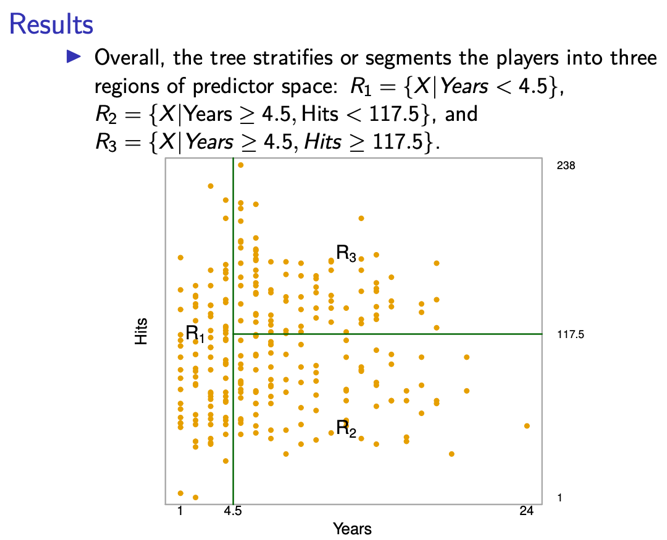 Results
▶ Overall, the tree stratifies or segments the players into three
regions of predictor space: R₁ = {X|Years < 4.5},
R₂ = {X|Years ≥ 4.5, Hits < 117.5}, and
R₃ = {X|Years ≥ 4.5, Hits ≥ 117.5}.
238
R₃
R₁
117.5
Hits
R₂
1
1
4.5
24
Years